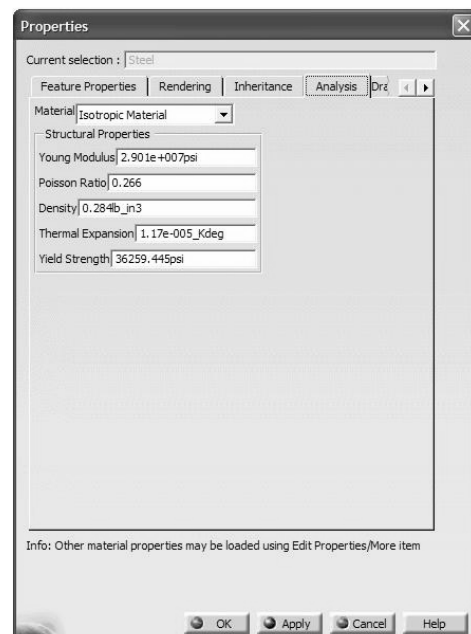 Properties
Current selection : Steel
Feature Properties Rendering Inheritance Analysis Dra
Material Isotropic Material
Structural Properties
Young Modulus 2.901e+007psi
Poisson Ratio 0.266
Density 0.284lb_in3
Thermal Expansion 1.17e-005_Kdeg
Yield Strength 36259.445psi
Info: Other material properties may be loaded using Edit Properties/More item
OK Apply Cancel Help